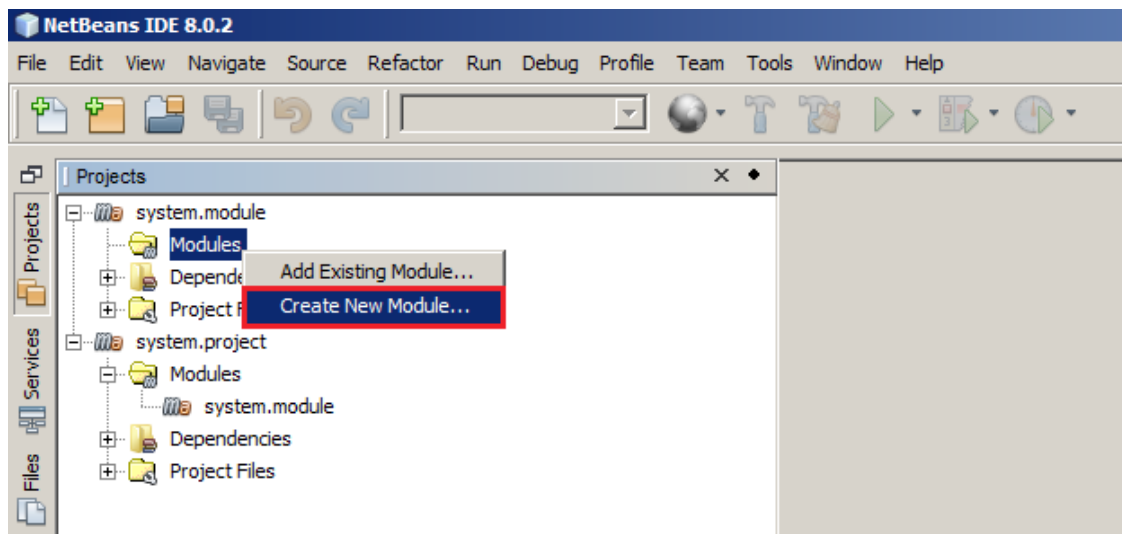 NetBeans IDE 8.0.2
File Edit View Navigate Source Refactor Run Debug Profile Team Tools Window Help
Projects
system.module
Modules
Add Existing Module...
Depende
Create New Module...
Project F
system.project
Modules
system.module
Dependencies
Project Files
Projects
Services
Files